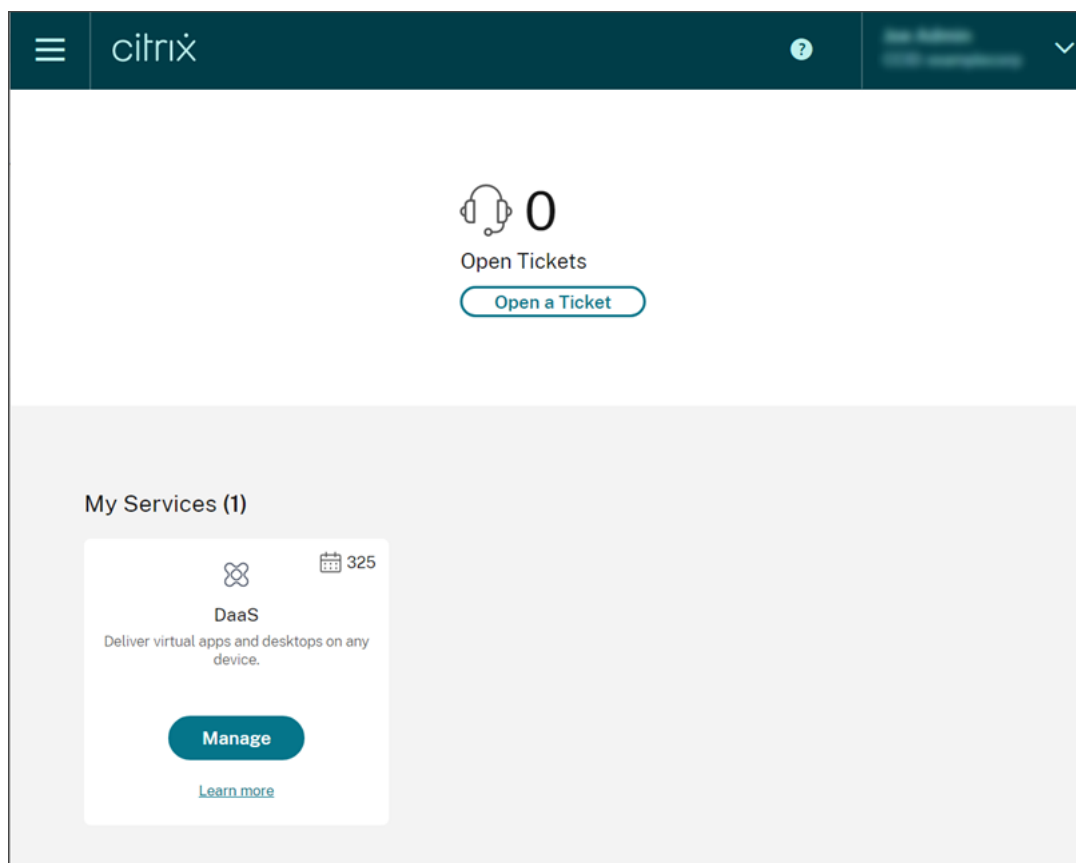 citrix
?
0
Open Tickets
Open a Ticket
My Services (1)
325
DaaS
Deliver virtual apps and desktops on any
device.
Manage
Learn more